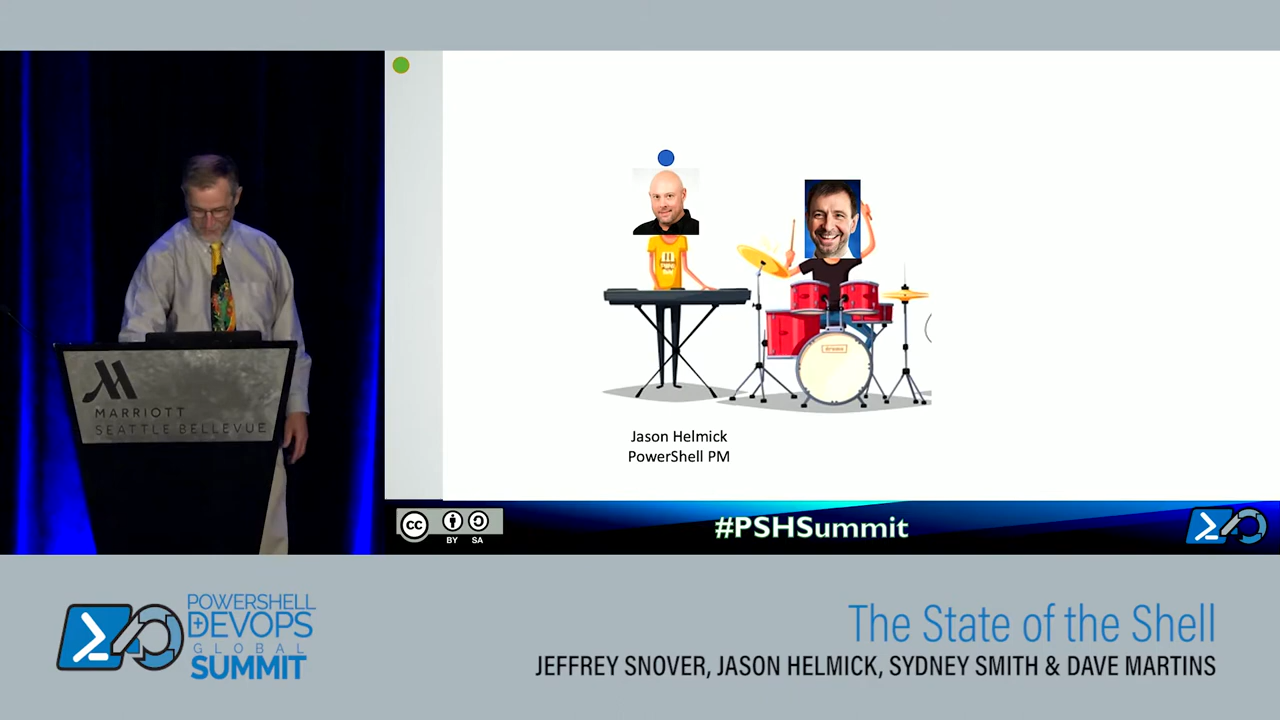 Jason Helmick
PowerShell PM
MARRIOTT
SEATTLE BELLEVUE
cc
BY SA
#PSHSummit
POWERSHELL
+DEVOPS
GLOBAL
SUMMIT
The State of the Shell
JEFFREY SNOVER, JASON HELMICK, SYDNEY SMITH & DAVE MARTINS